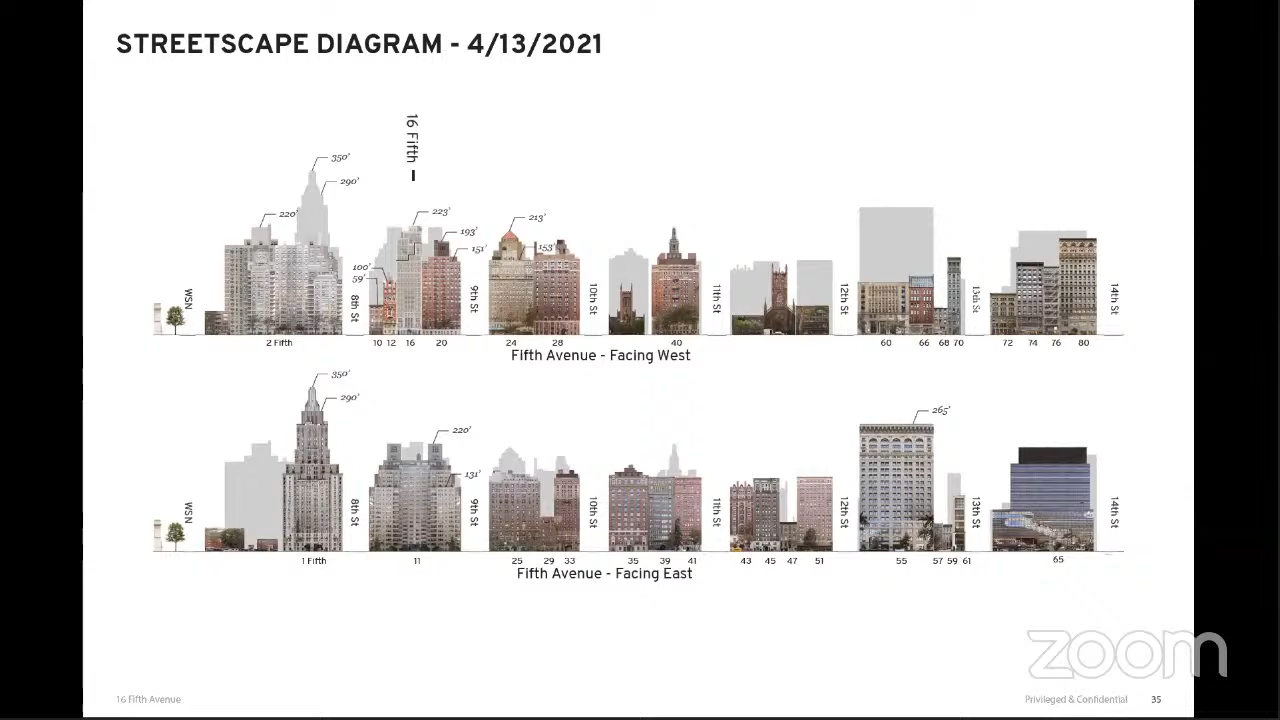 STREETSCAPE DIAGRAM - 4/13/2021
16 Fifth
350'
290'
220'
223'
193'
151'
100'
59'
213'
153'
WSN
8th St
9th St
10th St
11th St
12th St
13th St
14th St
2 Fifth
10 12 16 20
24 28
40
60 66 68 70
72 74 76 80
Fifth Avenue - Facing West
350'
290'
220'
131'
265'
WSN
8th St
9th St
10th St
11th St
12th St
13th St
14th St
1 Fifth
11
25 29 33
35 39 41
43 45 47 51
55 57 59 61
65
Fifth Avenue - Facing East
zoom
16 Fifth Avenue
Privileged & Confidential 35